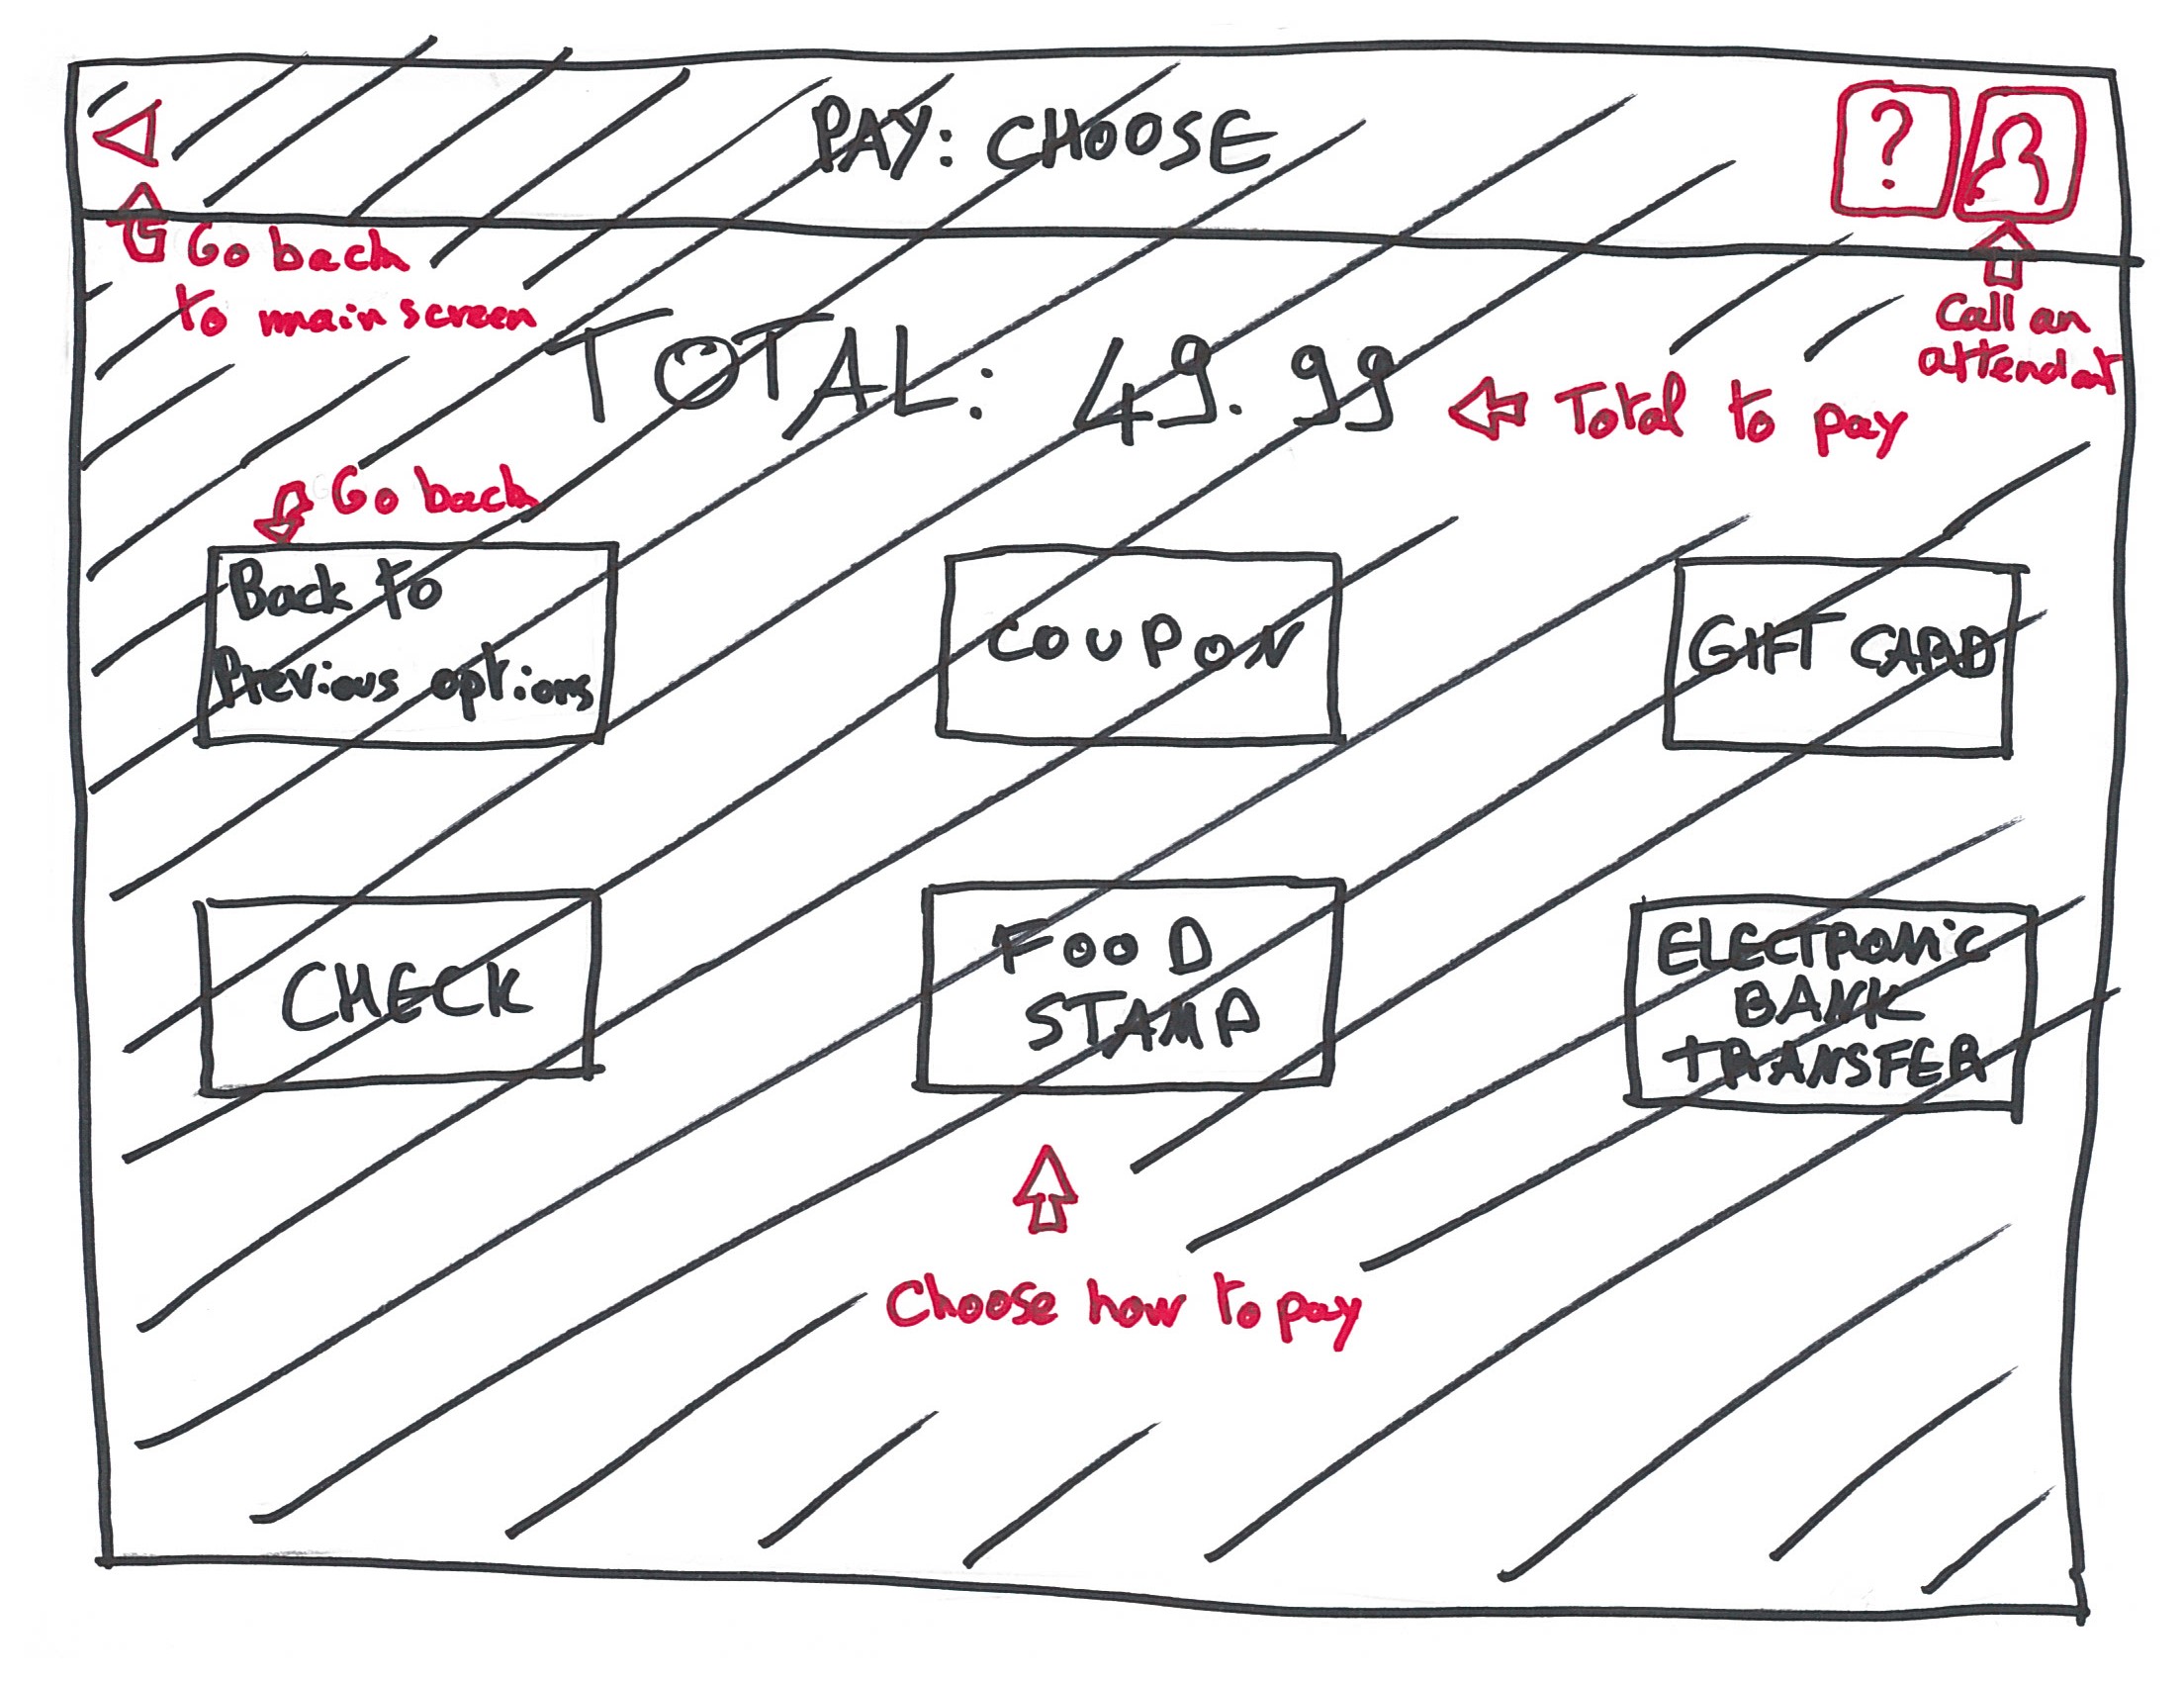 PAY: CHOOSE
?
Go back
to main screen
Call an
attendant
TOTAL: 49.99
Total to pay
Go back
Back to
Previous options
COUPON
GIFT CARD
CHECK
FOOD
STAMP
ELECTRONiC
BANK
TRANSFER
Choose how to pay